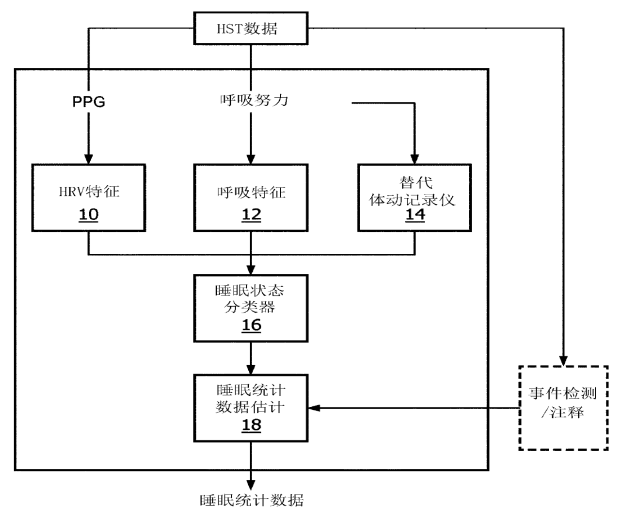 HST数据
PPG
呼吸努力
HRV特征
10
呼吸特征
12
替代
体动记录仪
14
睡眠状态
分类器
16
睡眠统计
数据估计
18
事件检测
/注释
睡眠统计数据